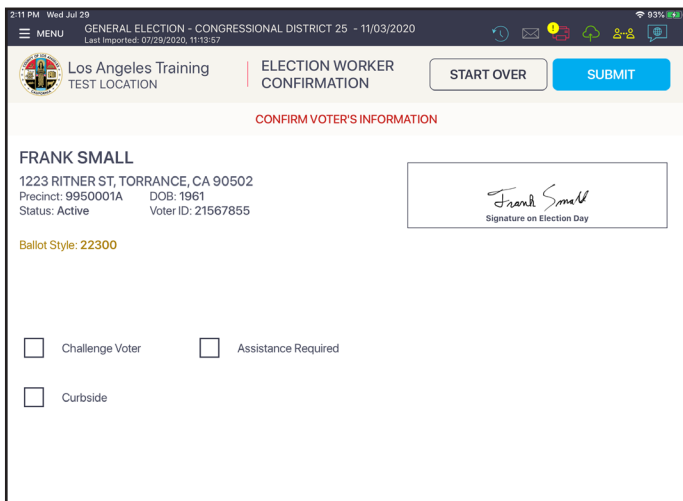 2:11 PM Wed Jul 29 93%
MENU GENERAL ELECTION - CONGRESSIONAL DISTRICT 25 - 11/03/2020
Last Imported: 07/29/2020, 11:13:57
Los Angeles Training
TEST LOCATION
ELECTION WORKER
CONFIRMATION
START OVER
SUBMIT
CONFIRM VOTER'S INFORMATION
FRANK SMALL
1223 RITNER ST, TORRANCE, CA 90502
Precinct: 9950001A DOB: 1961
Status: Active Voter ID: 21567855
Frank Small
Signature on Election Day
Ballot Style: 22300
Challenge Voter Assistance Required
Curbside